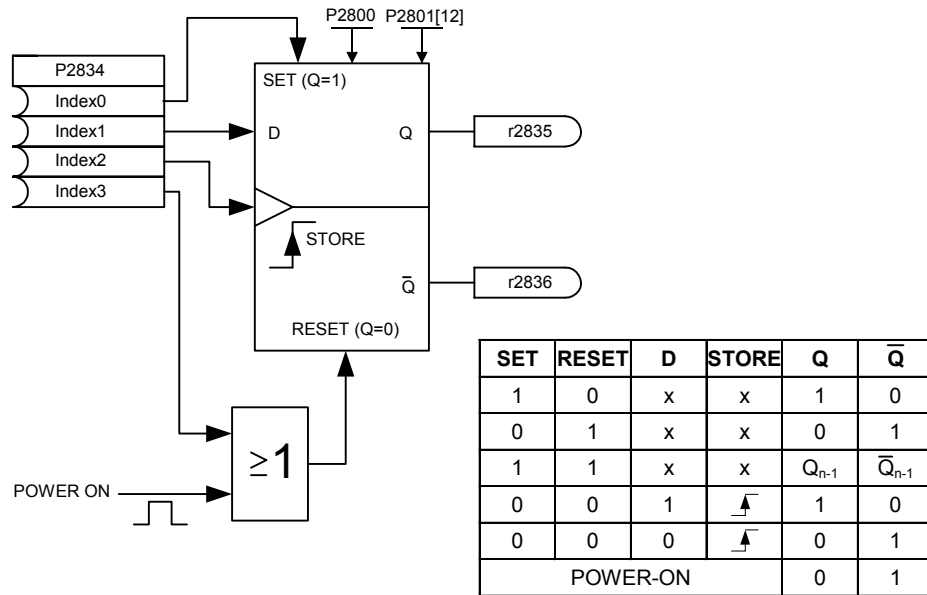 P2800 P2801[12]
P2834
Index0
Index1
Index2
Index3
SET (Q=1)
D Q
r2835
STORE
Q̅
r2836
RESET (Q=0)
≥1
POWER ON
SET RESET D STORE Q Q̅
1 0 x x 1 0
0 1 x x 0 1
1 1 x x Qn-1 Q̅n-1
0 0 1 1 0
0 0 0 0 1
POWER-ON 0 1